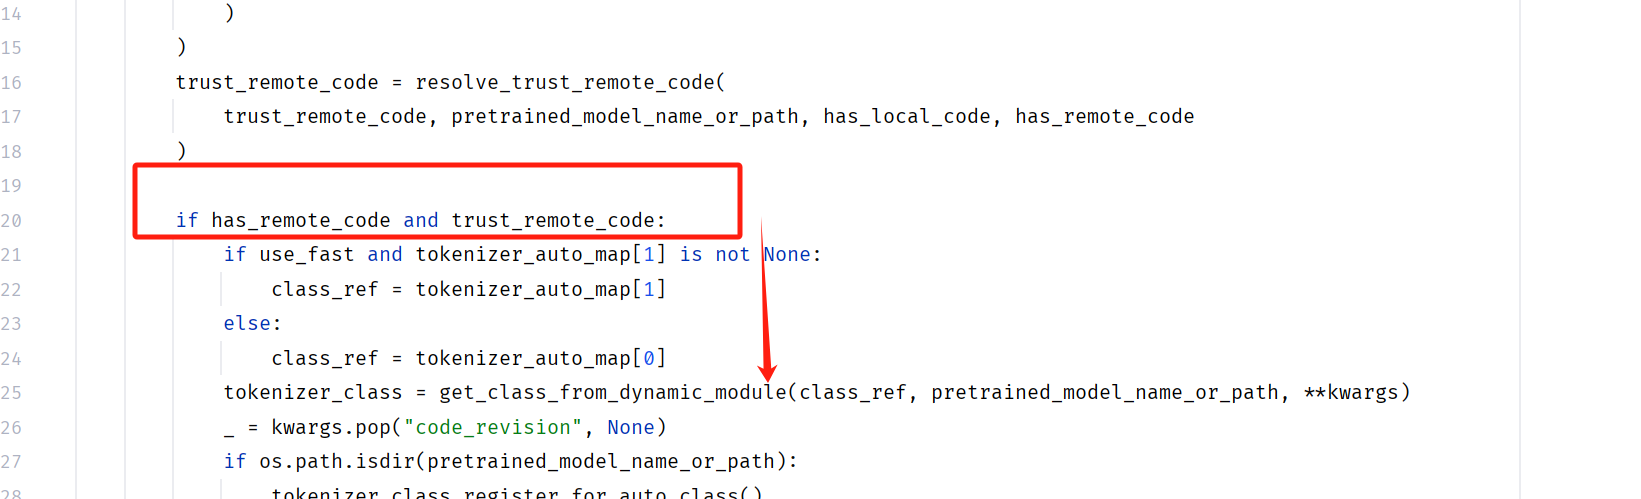 14 )
15 )
16 trust_remote_code = resolve_trust_remote_code(
17 trust_remote_code, pretrained_model_name_or_path, has_local_code, has_remote_code
18 )
19
20 if has_remote_code and trust_remote_code:
21 if use_fast and tokenizer_auto_map[1] is not None:
22 class_ref = tokenizer_auto_map[1]
23 else:
24 class_ref = tokenizer_auto_map[0]
25 tokenizer_class = get_class_from_dynamic_module(class_ref, pretrained_model_name_or_path, **kwargs)
26 _ = kwargs.pop("code_revision", None)
27 if os.path.isdir(pretrained_model_name_or_path):
28 tokenizer_class.register_for_auto_class()